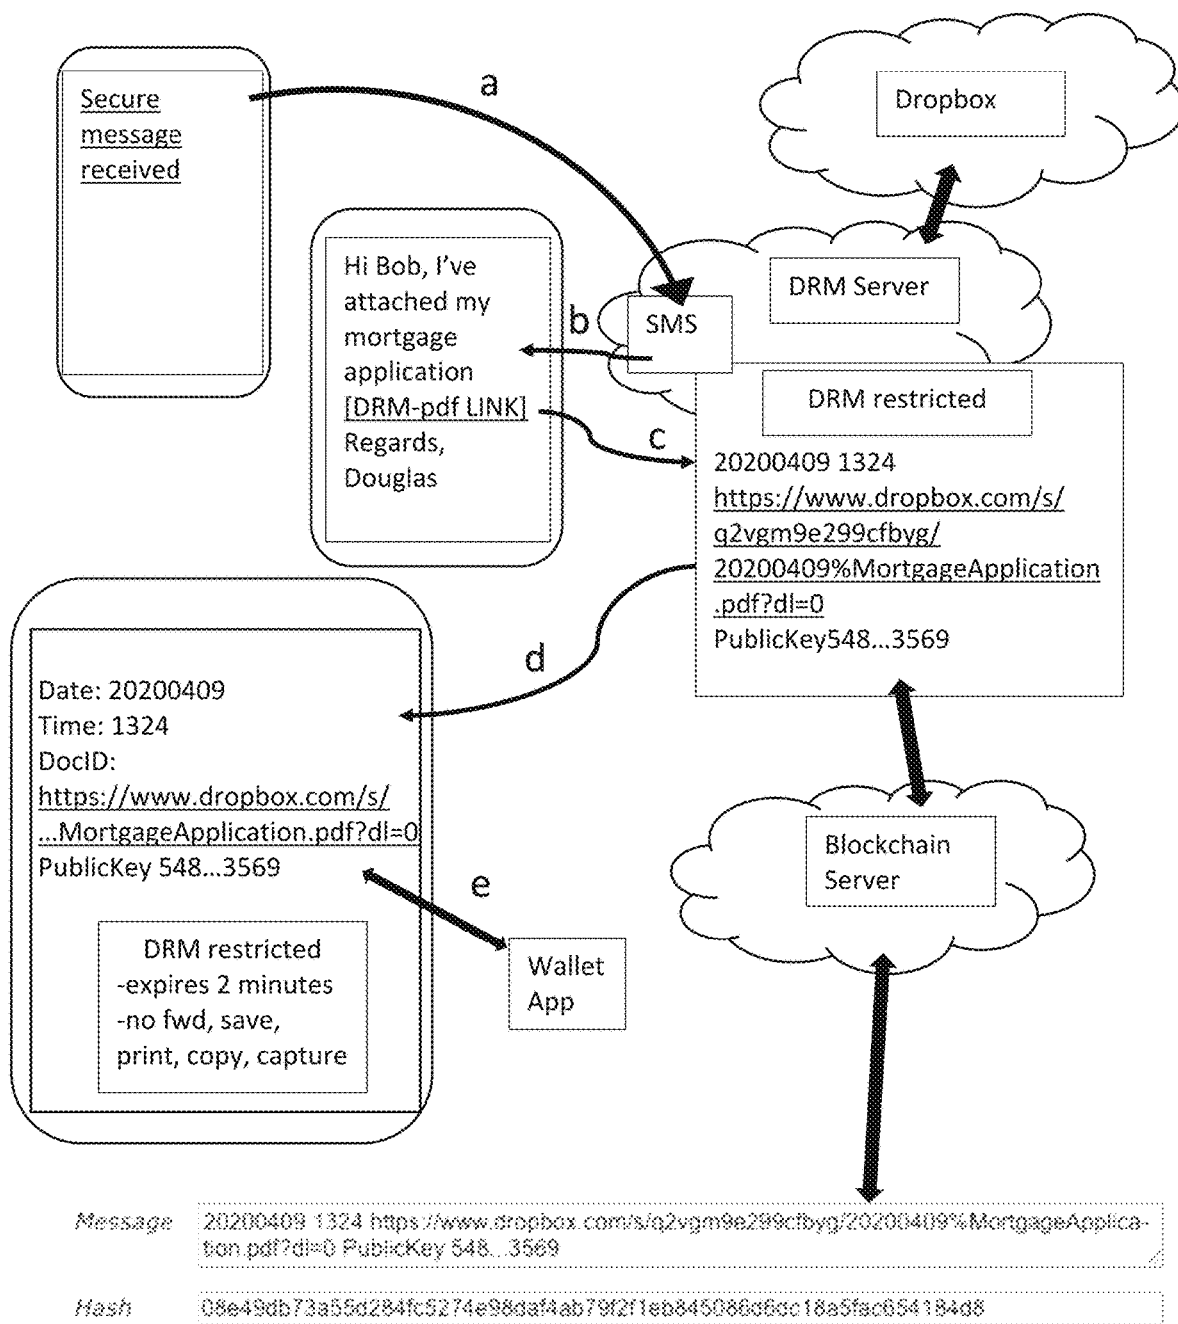 Secure
message
received
a
Dropbox
Hi Bob, I've
attached my
mortgage
application
[DRM-pdf LINK]
Regards,
Douglas
b
SMS
DRM Server
c
DRM restricted
20200409 1324
https://www.dropbox.com/s/
q2vgm9e299cfbyg/
20200409%MortgageApplication
.pdf?dl=0
PublicKey548...3569
d
Date: 20200409
Time: 1324
DocID:
https://www.dropbox.com/s/
...MortgageApplication.pdf?dl=0
PublicKey 548...3569
DRM restricted
-expires 2 minutes
-no fwd, save,
print, copy, capture
e
Wallet
App
Blockchain
Server
Message
20200409 1324 https://www.dropbox.com/s/q2vgm9e299cfbyg/20200409%MortgageApplica-
tion.pdf?dl=0 PublicKey 548...3569
Hash
08e49db73a55d284fc5274e98daf4ab79f2f1eb845086d6dc18a5fac654184d8